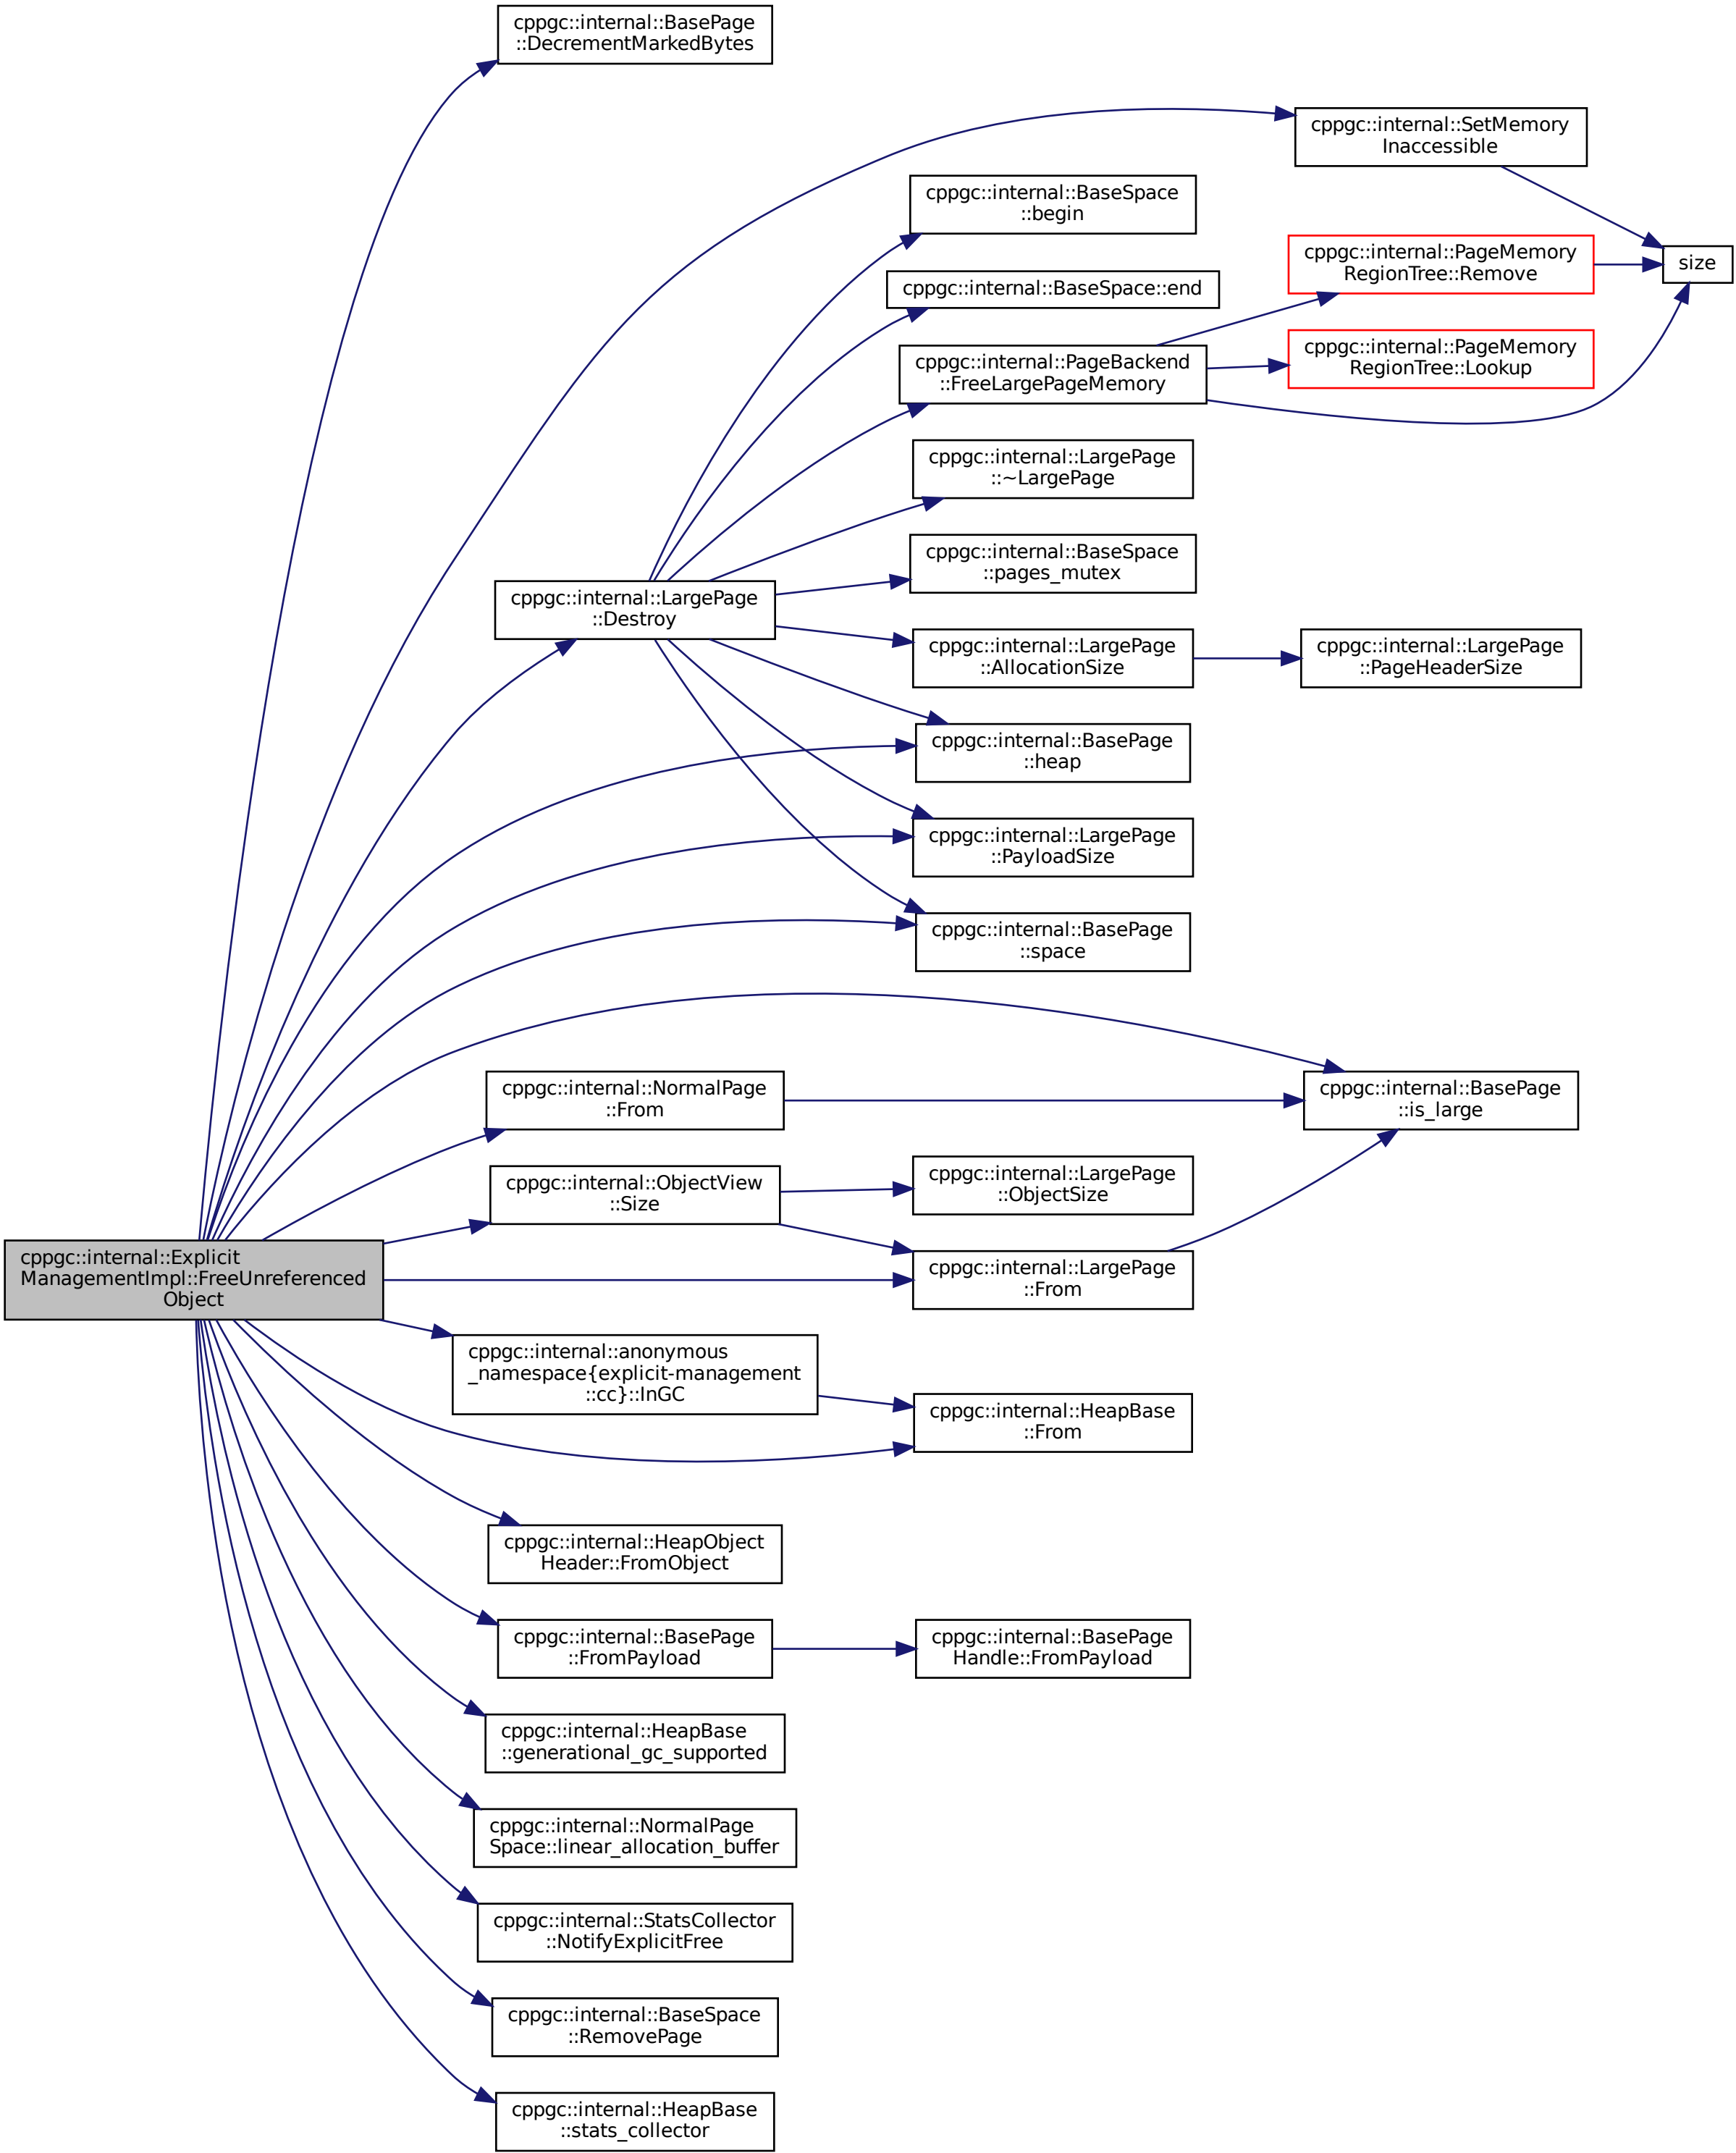 cppgc::internal::BasePage
::DecrementMarkedBytes
cppgc::internal::SetMemory
Inaccessible
cppgc::internal::BaseSpace
::begin
cppgc::internal::PageMemory
RegionTree::Remove
size
cppgc::internal::BaseSpace::end
cppgc::internal::PageMemory
RegionTree::Lookup
cppgc::internal::PageBackend
::FreeLargePageMemory
cppgc::internal::LargePage
::~LargePage
cppgc::internal::BaseSpace
::pages_mutex
cppgc::internal::LargePage
::Destroy
cppgc::internal::LargePage
::AllocationSize
cppgc::internal::LargePage
::PageHeaderSize
cppgc::internal::BasePage
::heap
cppgc::internal::LargePage
::PayloadSize
cppgc::internal::BasePage
::space
cppgc::internal::NormalPage
::From
cppgc::internal::BasePage
::is_large
cppgc::internal::ObjectView
::Size
cppgc::internal::LargePage
::ObjectSize
cppgc::internal::Explicit
ManagementImpl::FreeUnreferenced
Object
cppgc::internal::LargePage
::From
cppgc::internal::anonymous
_namespace{explicit-management
::cc}::InGC
cppgc::internal::HeapBase
::From
cppgc::internal::HeapObject
Header::FromObject
cppgc::internal::BasePage
::FromPayload
cppgc::internal::BasePage
Handle::FromPayload
cppgc::internal::HeapBase
::generational_gc_supported
cppgc::internal::NormalPage
Space::linear_allocation_buffer
cppgc::internal::StatsCollector
::NotifyExplicitFree
cppgc::internal::BaseSpace
::RemovePage
cppgc::internal::HeapBase
::stats_collector